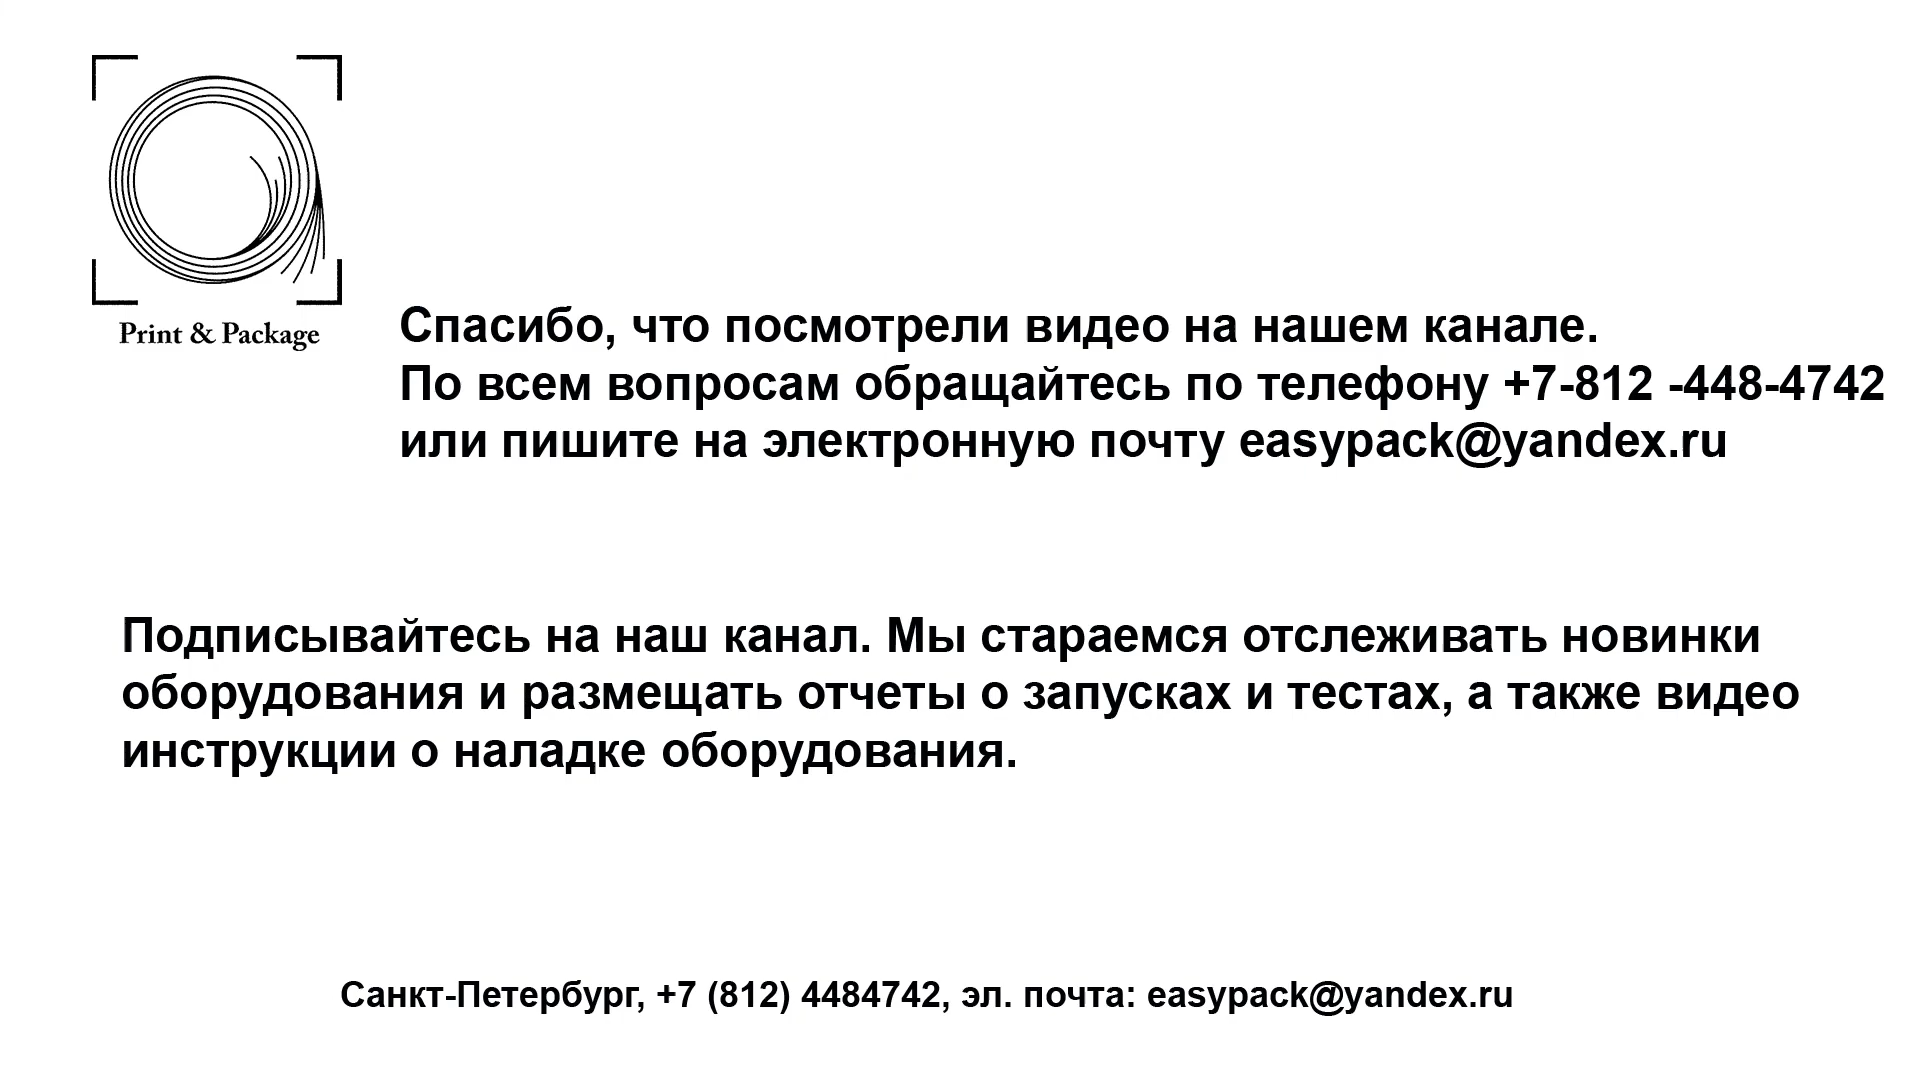 Print & Package
Спасибо, что посмотрели видео на нашем канале.
По всем вопросам обращайтесь по телефону +7-812 -448-4742
или пишите на электронную почту easypack@yandex.ru
Подписывайтесь на наш канал. Мы стараемся отслеживать новинки
оборудования и размещать отчеты о запусках и тестах, а также видео
инструкции о наладке оборудования.
Санкт-Петербург, +7 (812) 4484742, эл. почта: easypack@yandex.ru